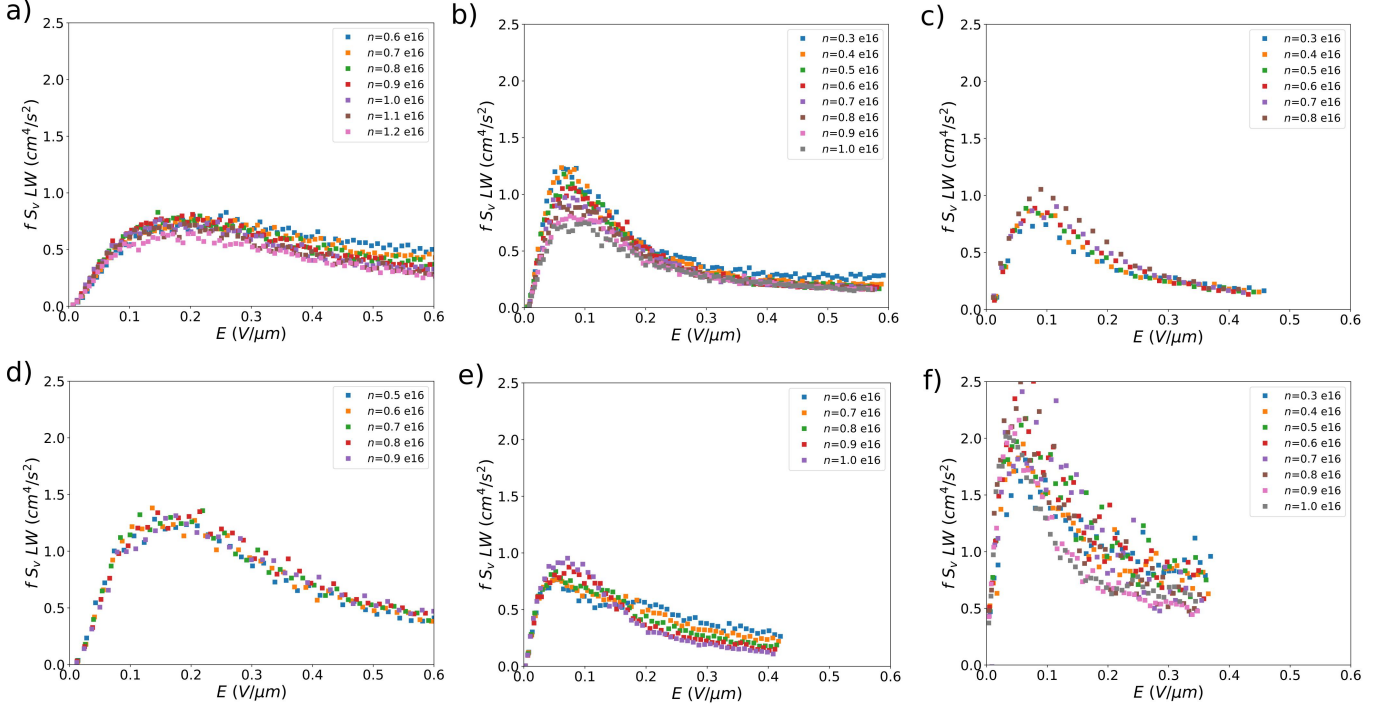 a)
2.5
2.0
1.5
1.0
0.5
0.0
f S_v LW (cm^4/s^2)
n=0.6 e16
n=0.7 e16
n=0.8 e16
n=0.9 e16
n=1.0 e16
n=1.1 e16
n=1.2 e16
0.0 0.1 0.2 0.3 0.4 0.5 0.6
E (V/μm)
b)
2.5
2.0
1.5
1.0
0.5
0.0
f S_v LW (cm^4/s^2)
n=0.3 e16
n=0.4 e16
n=0.5 e16
n=0.6 e16
n=0.7 e16
n=0.8 e16
n=0.9 e16
n=1.0 e16
0.0 0.1 0.2 0.3 0.4 0.5 0.6
E (V/μm)
c)
2.5
2.0
1.5
1.0
0.5
0.0
f S_v LW (cm^4/s^2)
n=0.3 e16
n=0.4 e16
n=0.5 e16
n=0.6 e16
n=0.7 e16
n=0.8 e16
0.0 0.1 0.2 0.3 0.4 0.5 0.6
E (V/μm)
d)
2.5
2.0
1.5
1.0
0.5
0.0
f S_v LW (cm^4/s^2)
n=0.5 e16
n=0.6 e16
n=0.7 e16
n=0.8 e16
n=0.9 e16
0.0 0.1 0.2 0.3 0.4 0.5 0.6
E (V/μm)
e)
2.5
2.0
1.5
1.0
0.5
0.0
f S_v LW (cm^4/s^2)
n=0.6 e16
n=0.7 e16
n=0.8 e16
n=0.9 e16
n=1.0 e16
0.0 0.1 0.2 0.3 0.4 0.5 0.6
E (V/μm)
f)
2.5
2.0
1.5
1.0
0.5
0.0
f S_v LW (cm^4/s^2)
n=0.3 e16
n=0.4 e16
n=0.5 e16
n=0.6 e16
n=0.7 e16
n=0.8 e16
n=0.9 e16
n=1.0 e16
0.0 0.1 0.2 0.3 0.4 0.5 0.6
E (V/μm)